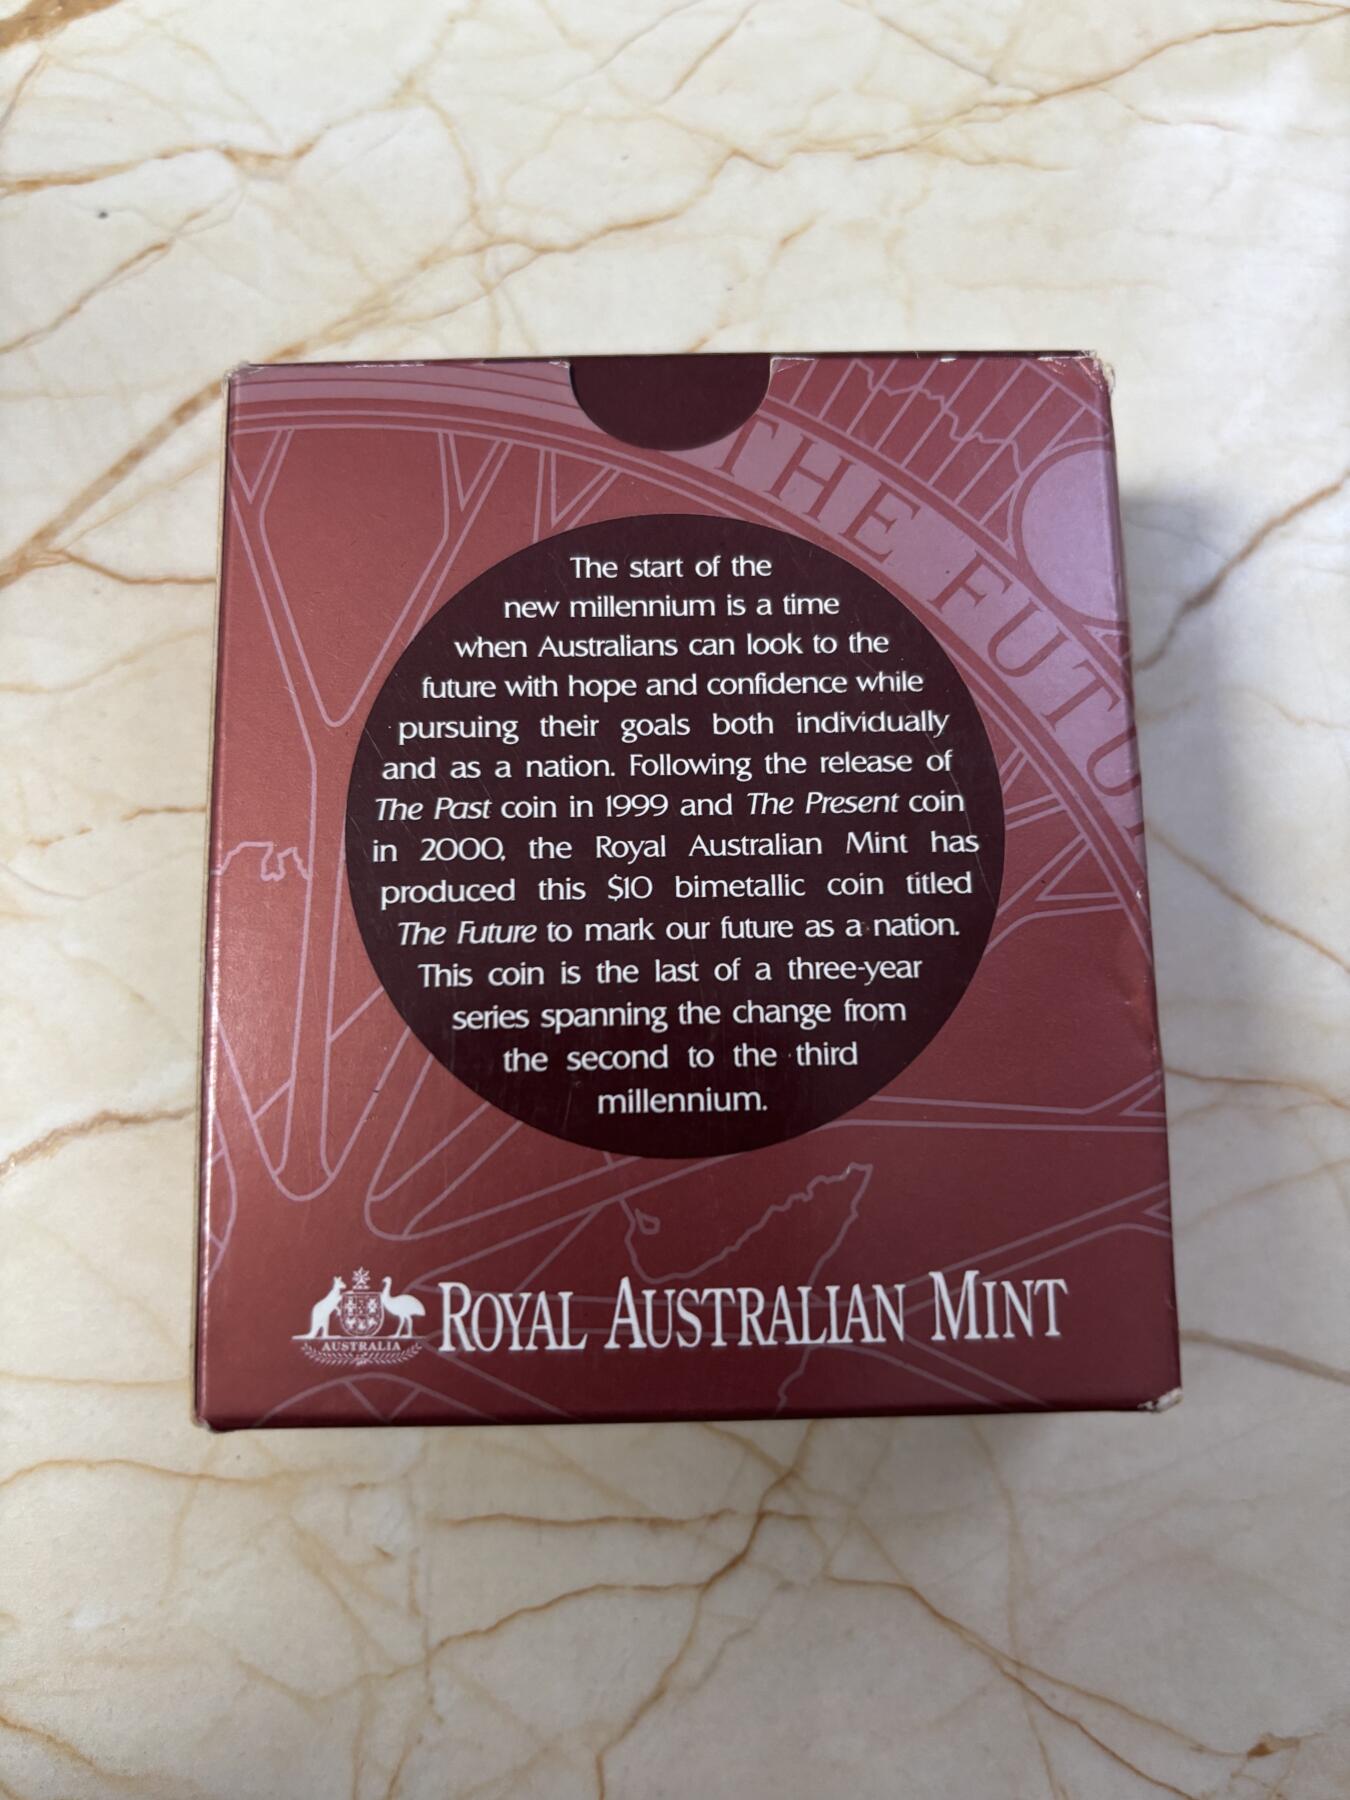 THE FUTU
The start of the
new millennium is a time
when Australians can look to the
future with hope and confidence while
pursuing their goals both individually
and as a nation. Following the release of
The Past coin in 1999 and The Present coin
in 2000, the Royal Australian Mint has
produced this $10 bimetallic coin titled
The Future to mark our future as a nation.
This coin is the last of a three-year
series spanning the change from
the second to the third
millennium.
AUSTRALIA
ROYAL AUSTRALIAN MINT